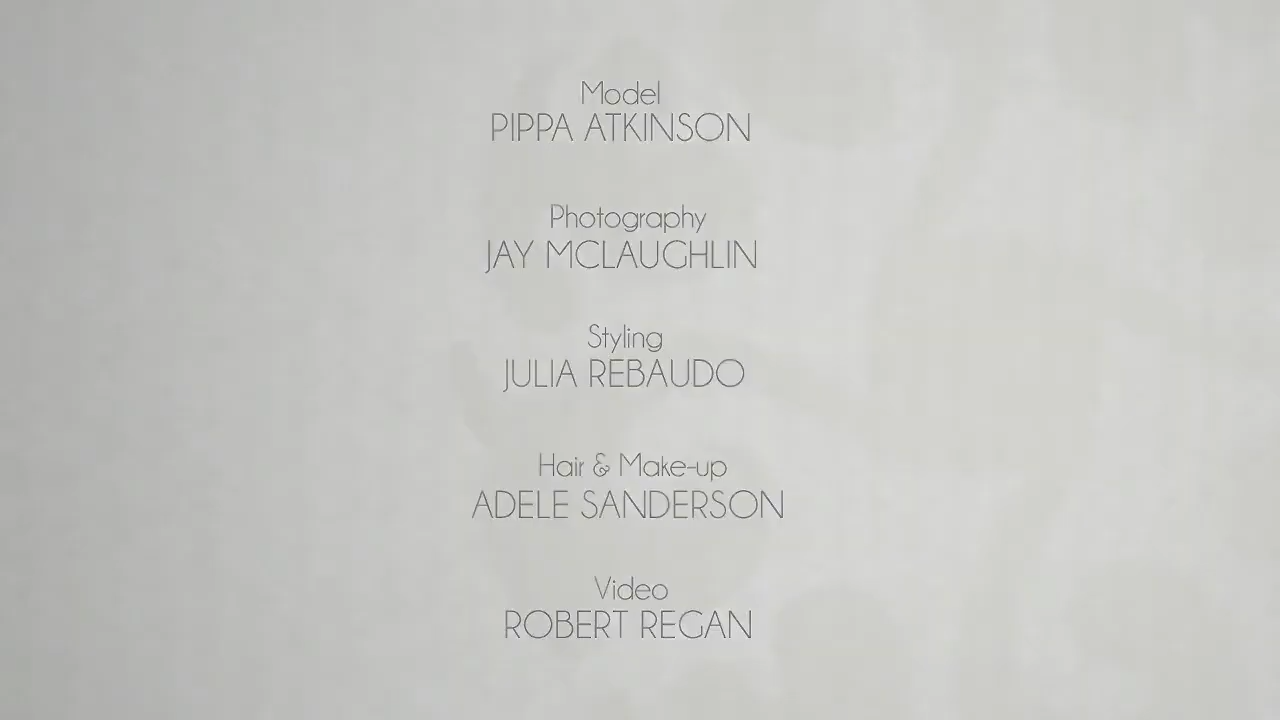 Model
PIPPA ATKINSON
Photography
JAY MCLAUGHLIN
Styling
JULIA REBAUDO
Hair & Make-up
ADELE SANDERSON
Video
ROBERT REGAN